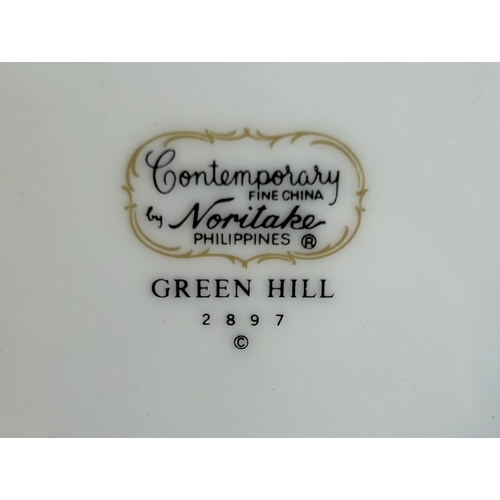 Contemporary
FINE CHINA
by Noritake
PHILIPPINES ®
GREEN HILL
2897
©